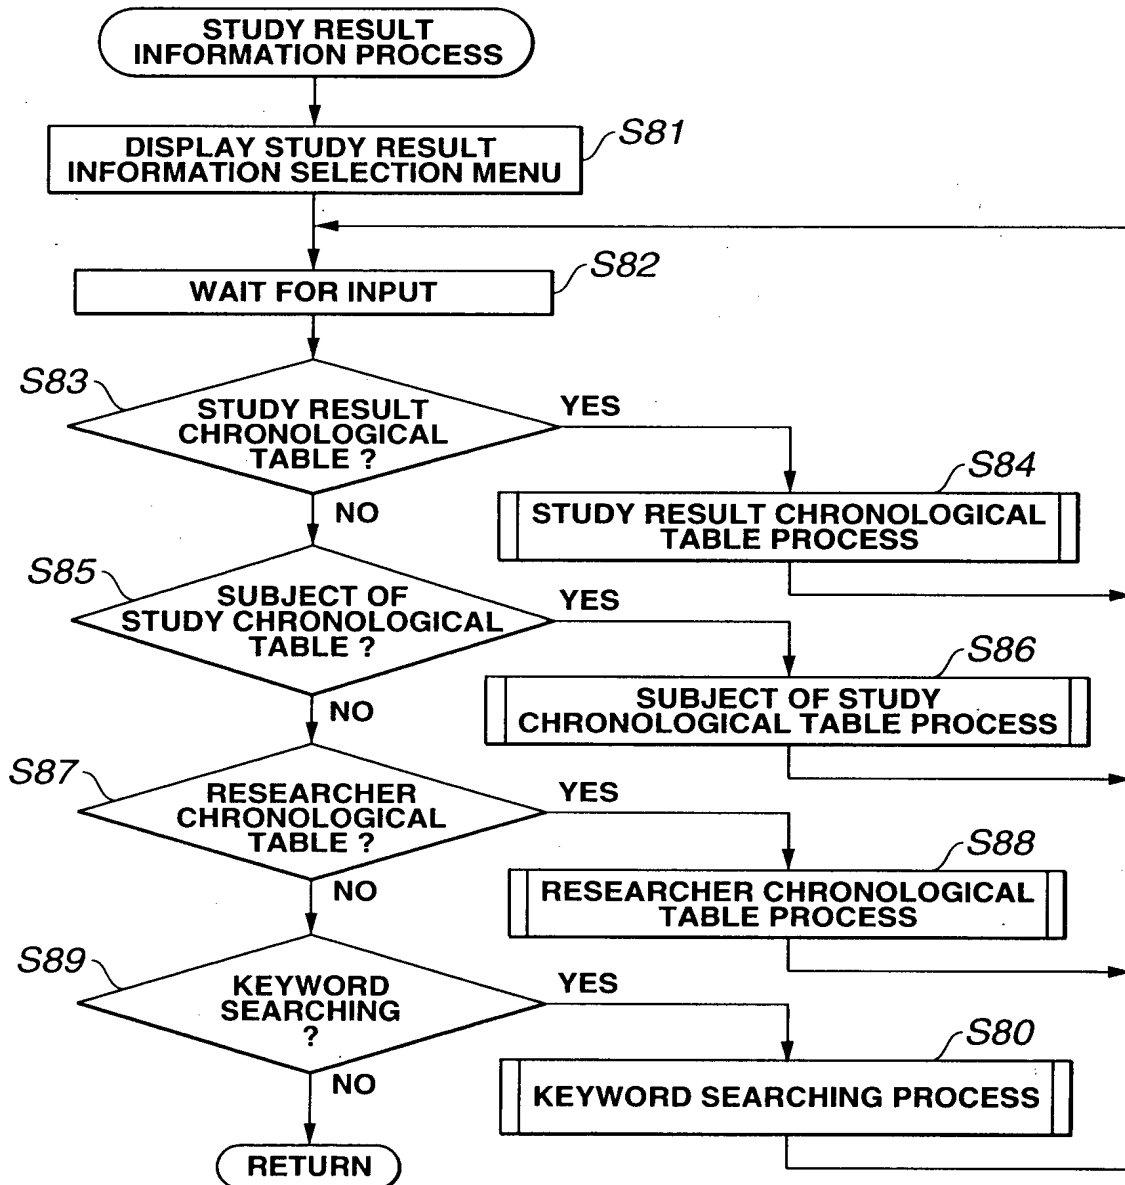 STUDY RESULT
INFORMATION PROCESS
S81
DISPLAY STUDY RESULT
INFORMATION SELECTION MENU
S82
WAIT FOR INPUT
S83
STUDY RESULT
CHRONOLOGICAL
TABLE ?
YES
NO
S84
STUDY RESULT CHRONOLOGICAL
TABLE PROCESS
S85
SUBJECT OF
STUDY CHRONOLOGICAL
TABLE ?
YES
NO
S86
SUBJECT OF STUDY
CHRONOLOGICAL TABLE PROCESS
S87
RESEARCHER
CHRONOLOGICAL
TABLE ?
YES
NO
S88
RESEARCHER CHRONOLOGICAL
TABLE PROCESS
S89
KEYWORD
SEARCHING
?
YES
NO
S80
KEYWORD SEARCHING PROCESS
RETURN